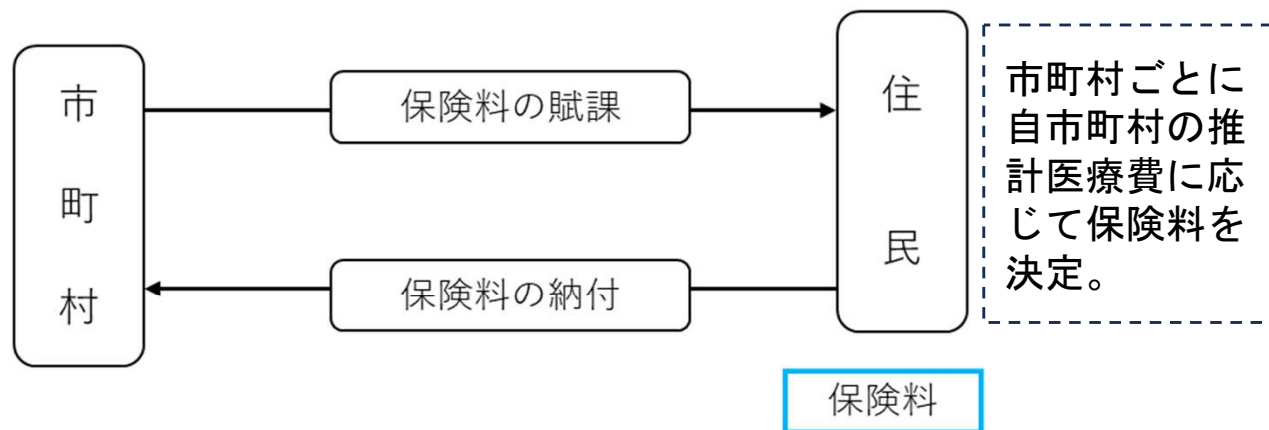 市町村
保険料の賦課
住民
保険料の納付
市町村ごとに
自市町村の推
計医療費に応
じて保険料を
決定。
保険料